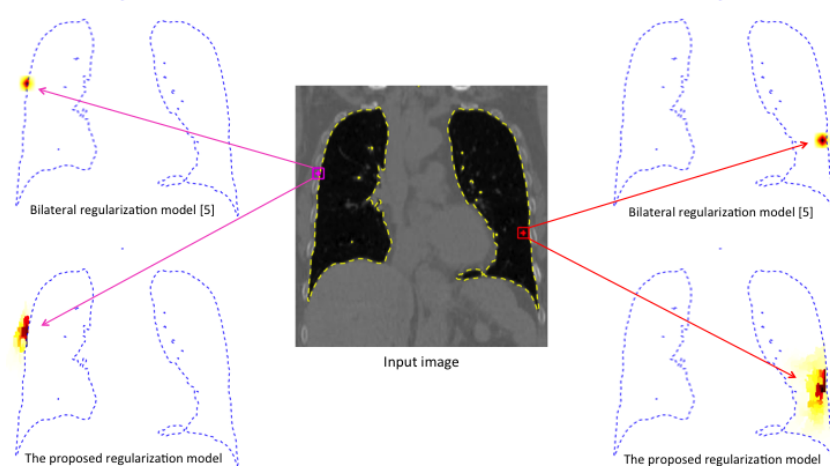 Bilateral regularization model [5]
Bilateral regularization model [5]
Input image
The proposed regularization model
The proposed regularization model